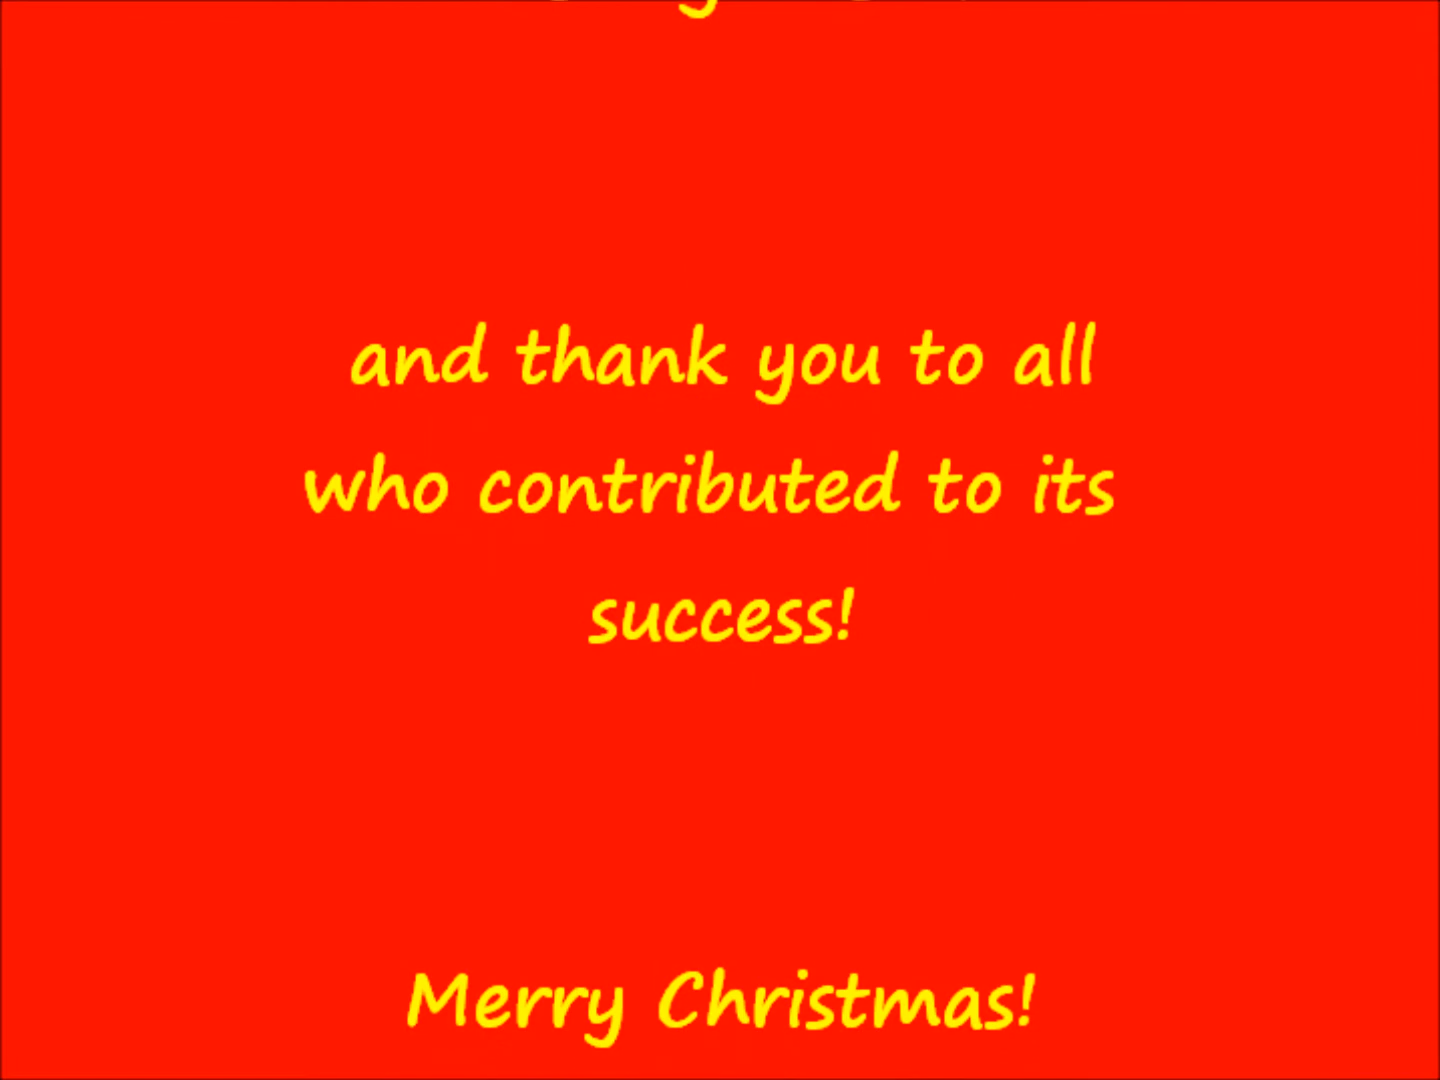 and thank you to all
who contributed to its
success!
Merry Christmas!